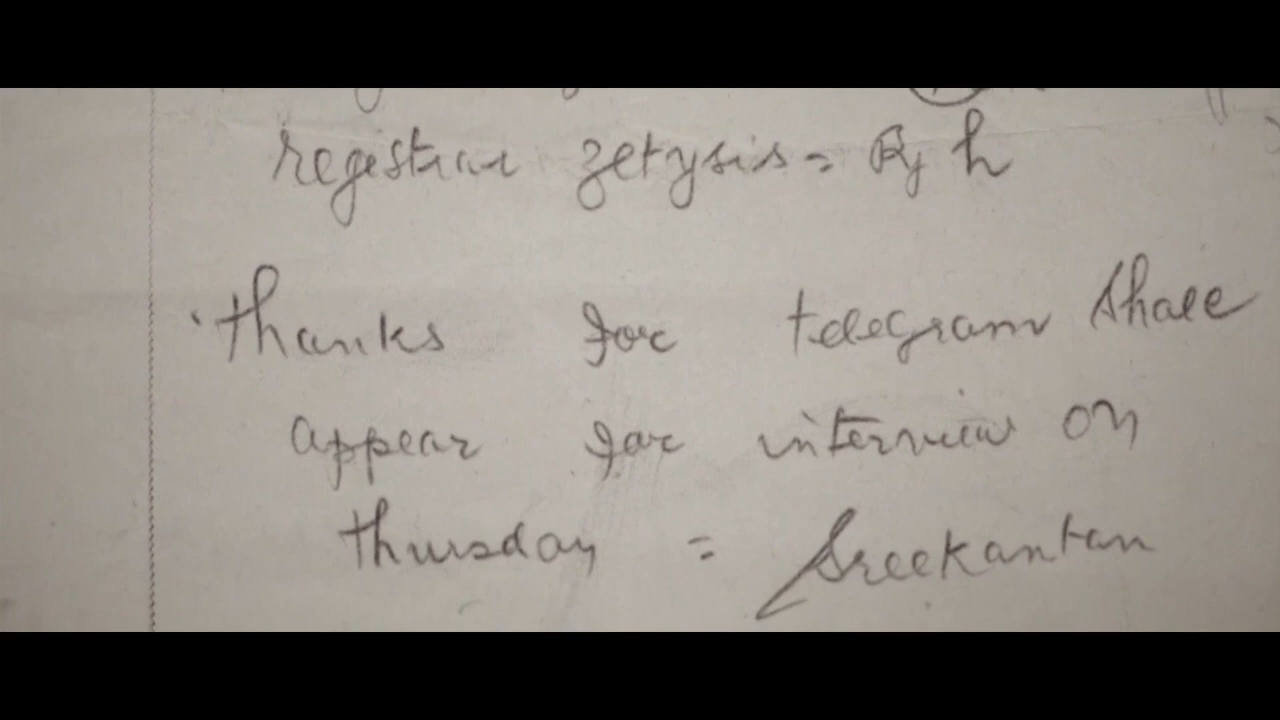 registrar zetysis = Ry h
thanks for telegram shall
appear for interview on
thursday = Sreekantan